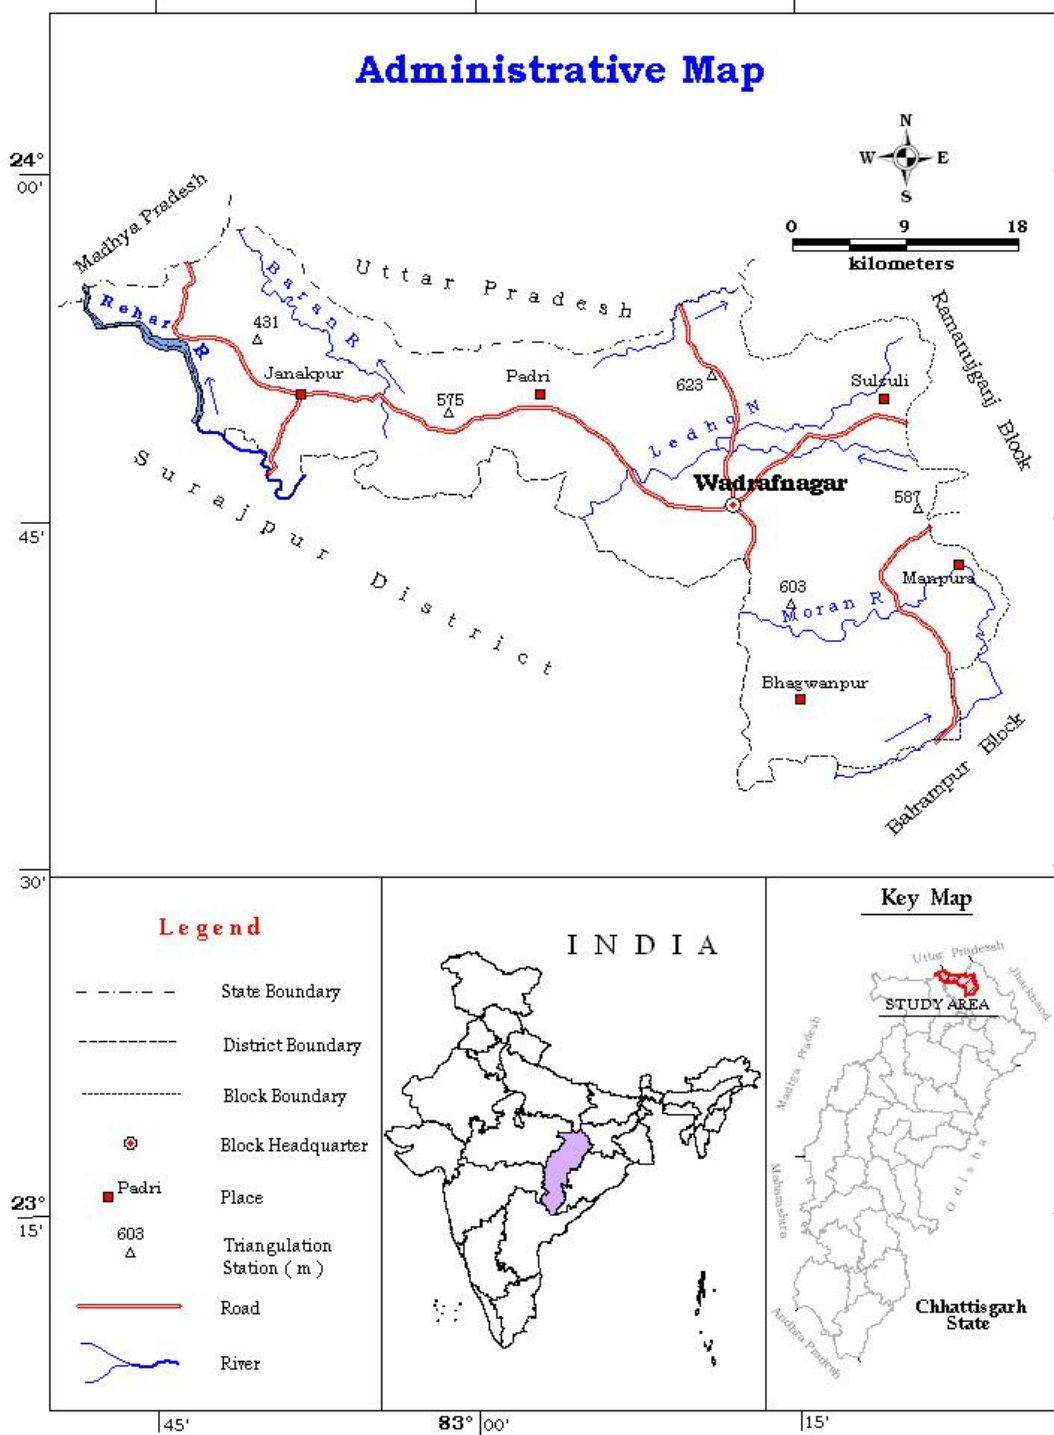 Administrative Map
N
W E
S
24°
00'
0 9 18
kilometers
Madhya Pradesh
Uttar Pradesh
Baran R
Rehar R
431
Janakpur
575
Padri
623
Sulsuli
Ramanujganj Block
Ledho N
Wadrafnagar
587
45'
Surajpur District
Manpura
603
Moran R
Bhagwanpur
Balrampur Block
30'
Legend
State Boundary
District Boundary
Block Boundary
Block Headquarter
Padri
Place
603
Triangulation
Station ( m )
Road
River
23°
15'
INDIA
Key Map
Uttar Pradessh
Jharkhand
STUDY AREA
Madhya Pradesh
Odisha
Maharashtra
Chhattisgarh
State
Andhra Pradesh
45'
83° 00'
15'